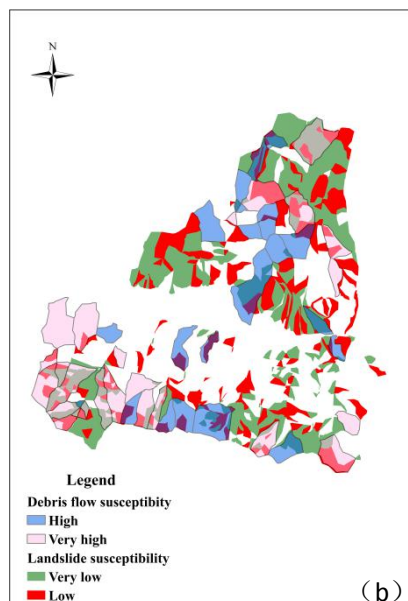 N
Legend
Debris flow susceptibity
High
Very high
Landslide susceptibility
Very low
Low
（b）